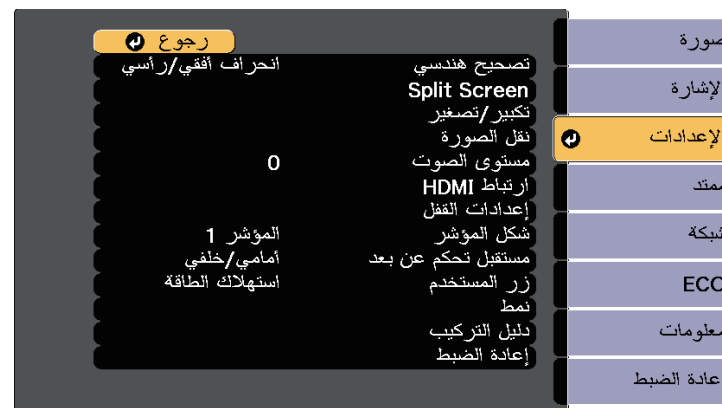 رجوع
تصحيح هندسي انحراف أفقي/رأسي
Split Screen
تكبير/تصغير
نقل الصورة
مستوى الصوت 0
ارتباط HDMI
إعدادات القفل
شكل المؤشر المؤشر 1
مستقبل تحكم عن بعد أمامي/خلفي
زر المستخدم استهلاك الطاقة
نمط
دليل التركيب
إعادة الضبط
صورة
الإشارة
الإعدادات
ممتد
شبكة
ECO
معلومات
إعادة الضبط